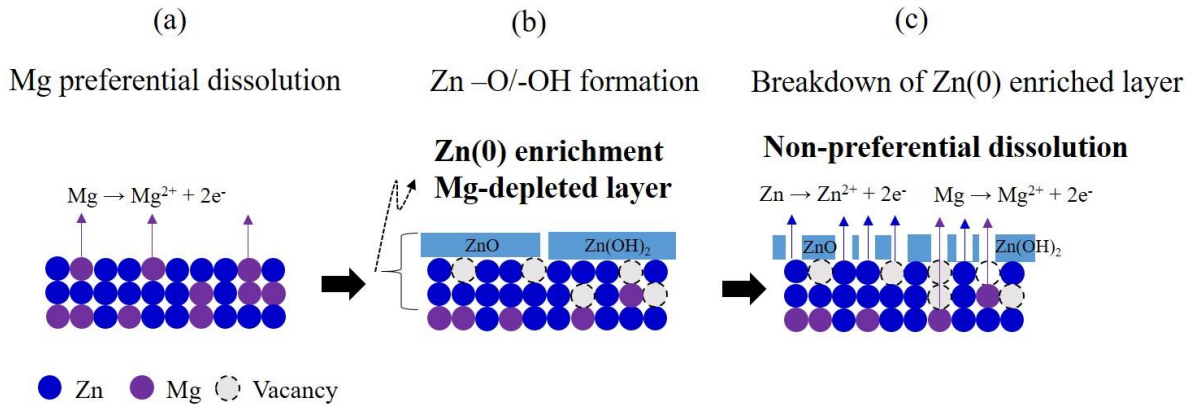 (a)
Mg preferential dissolution
Mg → Mg²⁺ + 2e⁻
(b)
Zn –O/-OH formation
Zn(0) enrichment
Mg-depleted layer
ZnO
Zn(OH)₂
(c)
Breakdown of Zn(0) enriched layer
Non-preferential dissolution
Zn → Zn²⁺ + 2e⁻
Mg → Mg²⁺ + 2e⁻
ZnO
Zn(OH)₂
Zn
Mg
Vacancy